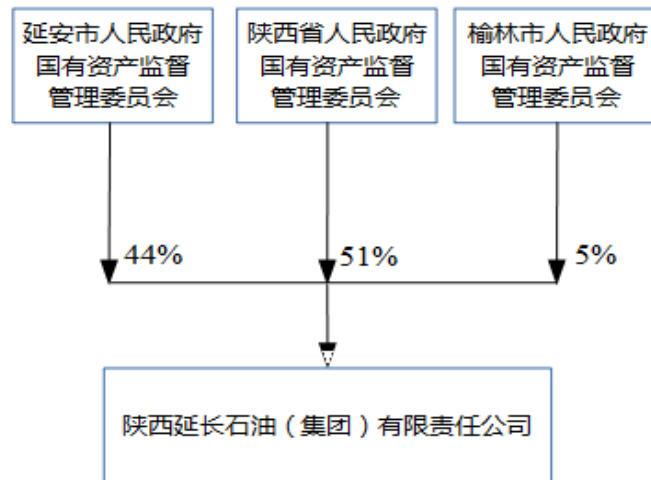 延安市人民政府
国有资产监督
管理委员会
陕西省人民政府
国有资产监督
管理委员会
榆林市人民政府
国有资产监督
管理委员会
44%
51%
5%
陕西延长石油（集团）有限责任公司